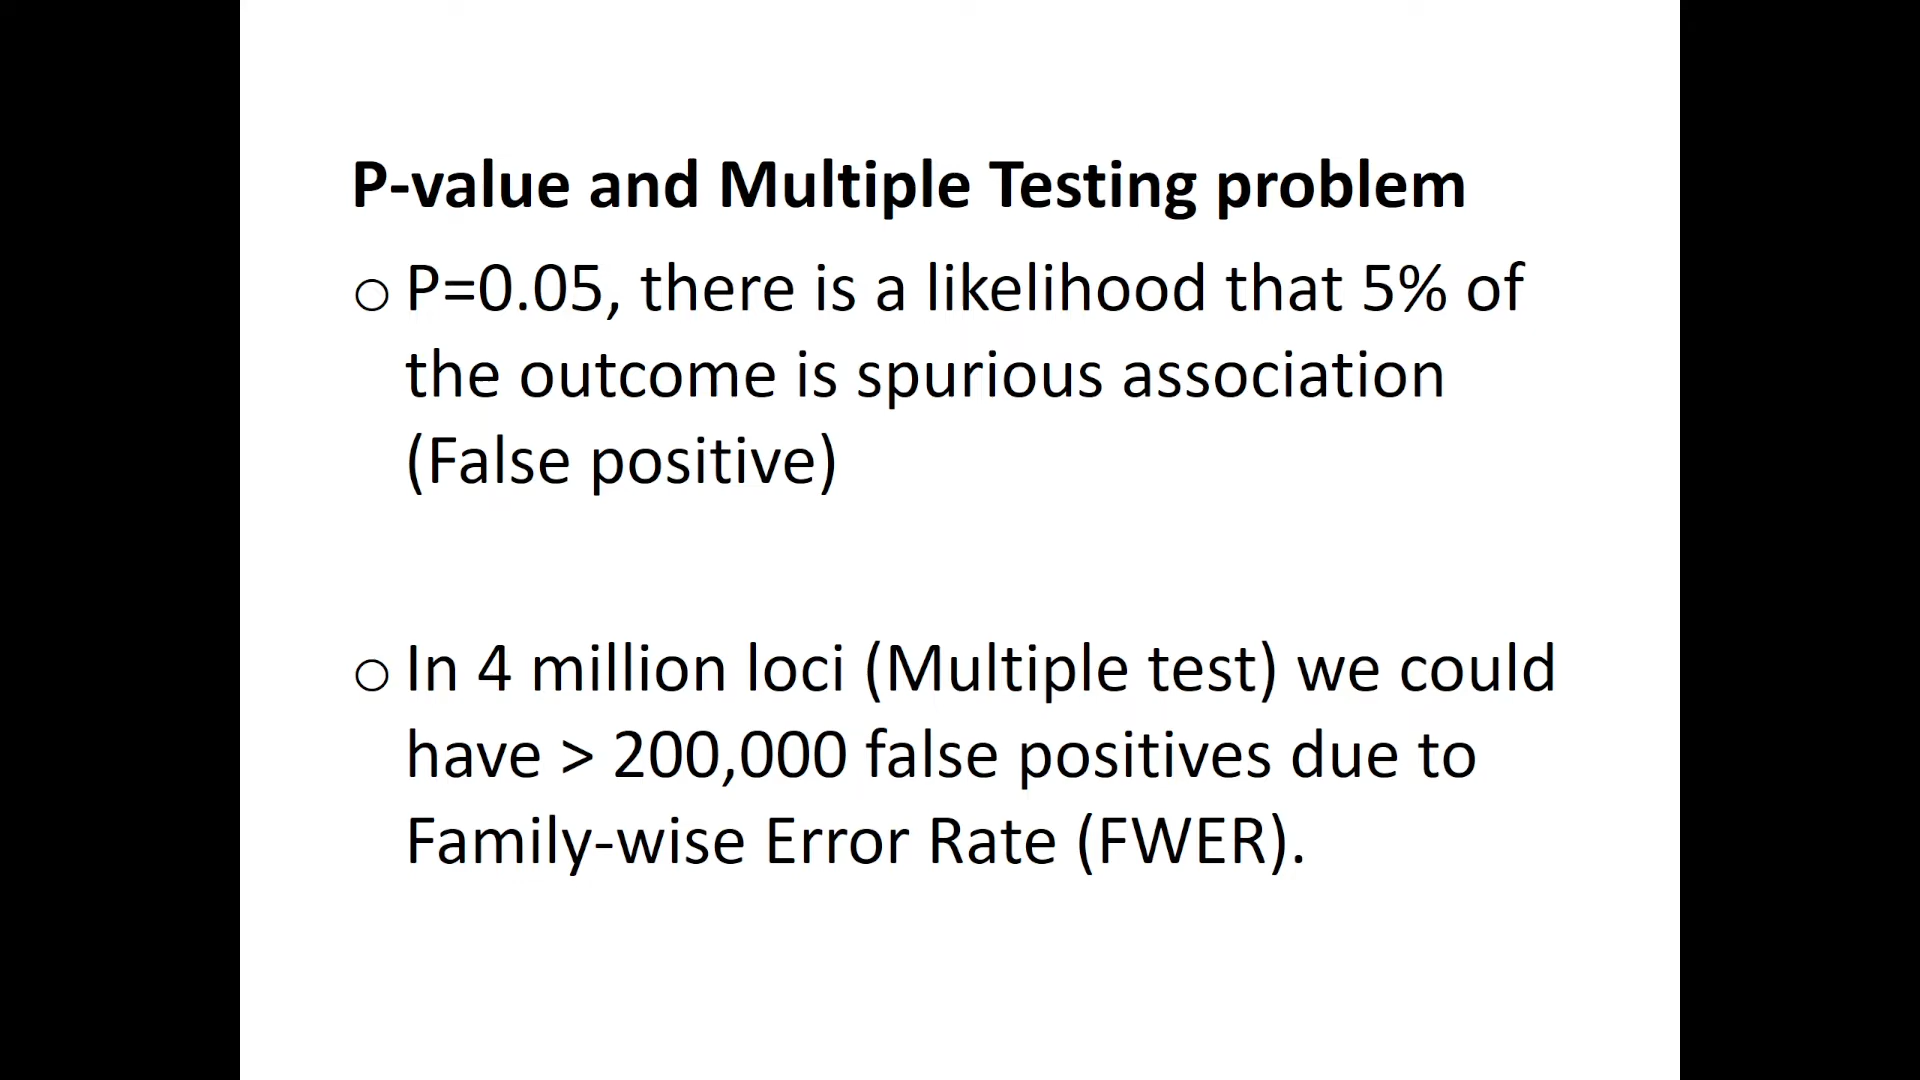 P-value and Multiple Testing problem
○ P=0.05, there is a likelihood that 5% of
the outcome is spurious association
(False positive)
○ In 4 million loci (Multiple test) we could
have > 200,000 false positives due to
Family-wise Error Rate (FWER).